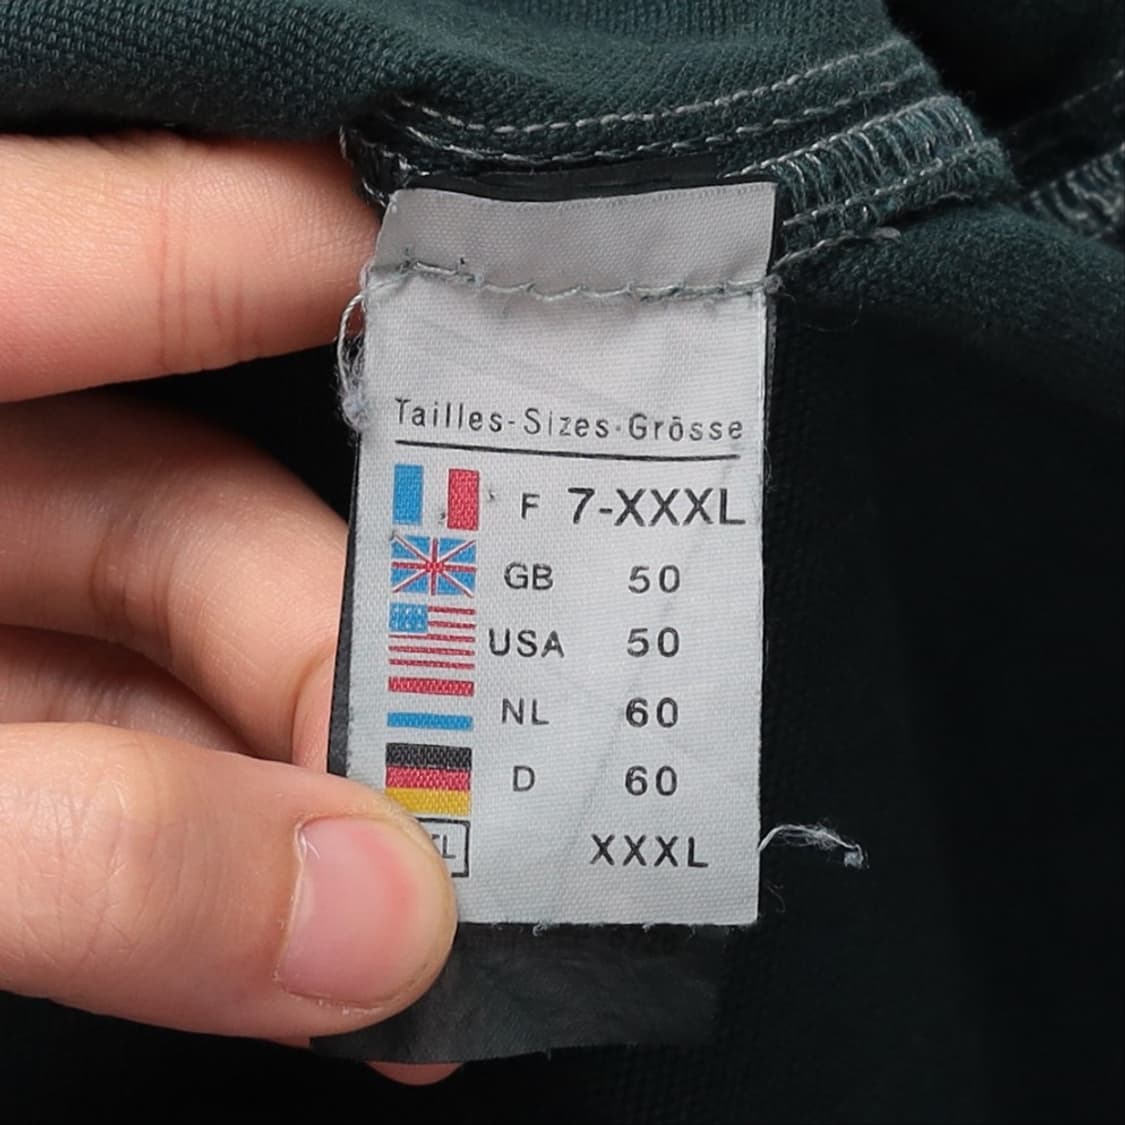 Tailles-Sizes-Grösse
F 7-XXXL
GB 50
USA 50
NL 60
D 60
XXXL